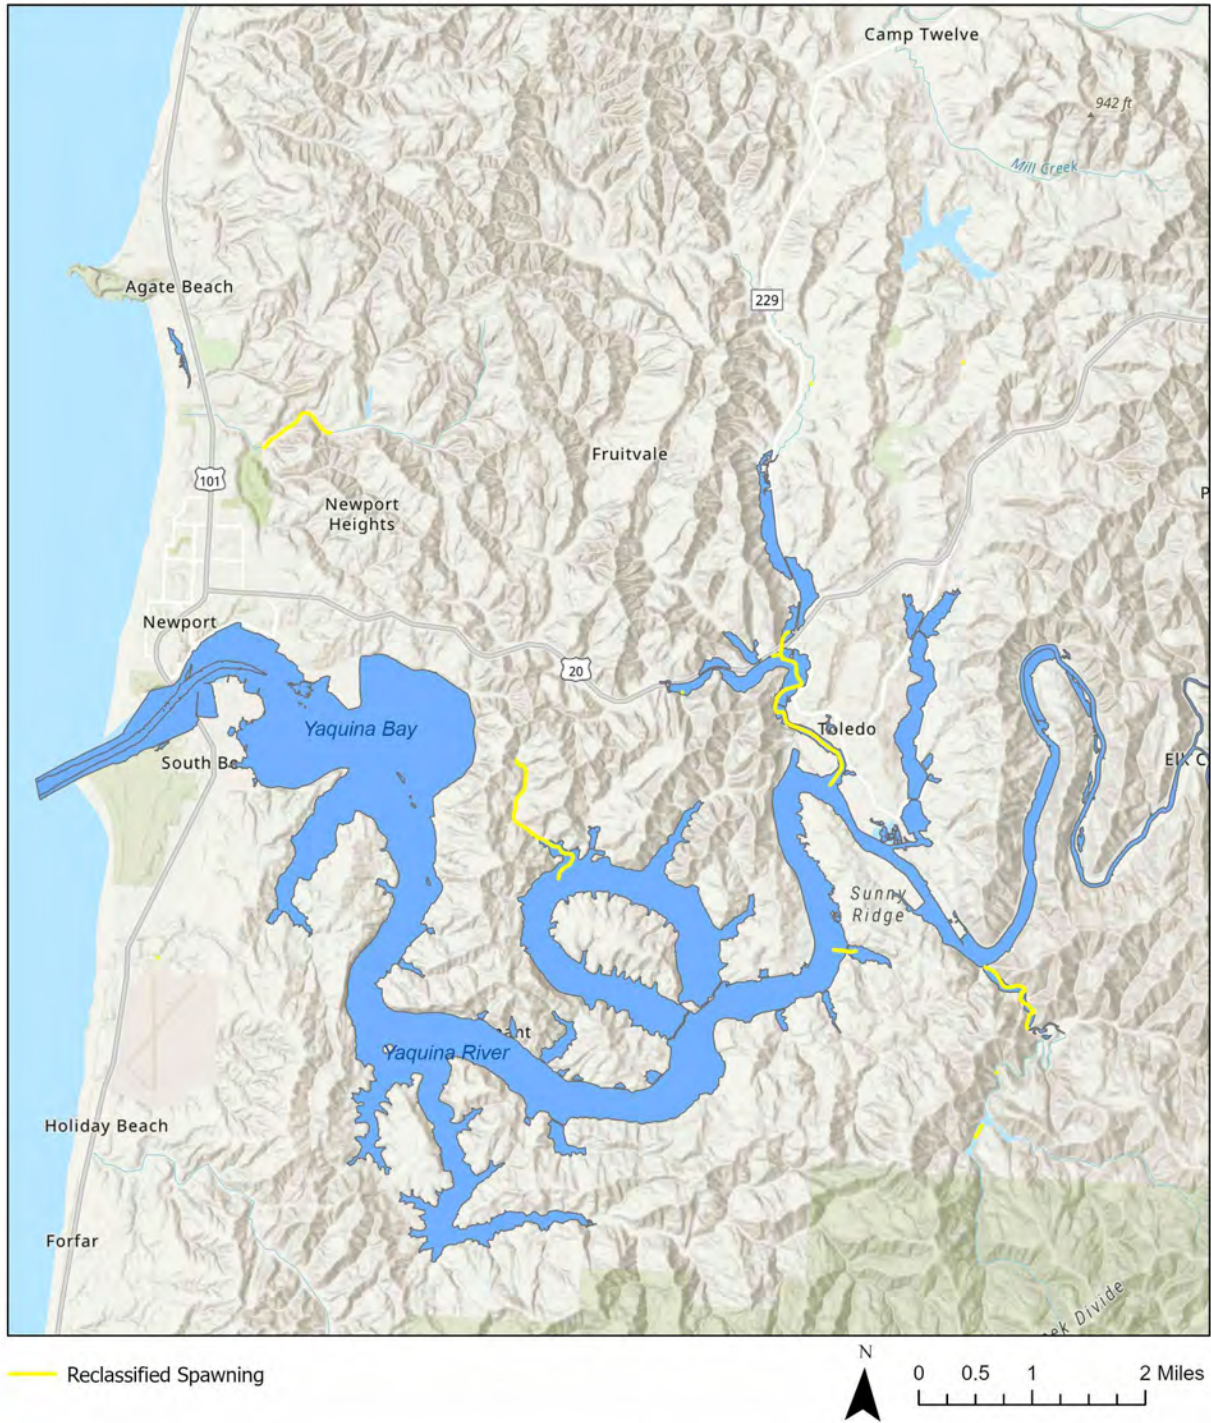 Camp Twelve
942 ft
Mill Creek
Agate Beach
229
Fruitvale
101
Newport
Heights
Newport
20
Yaquina Bay
Toledo
South Be
Elk C
Sunny
Ridge
Yaquina River
Holiday Beach
Forfar
ek Divide
Reclassified Spawning
N
0 0.5 1 2 Miles